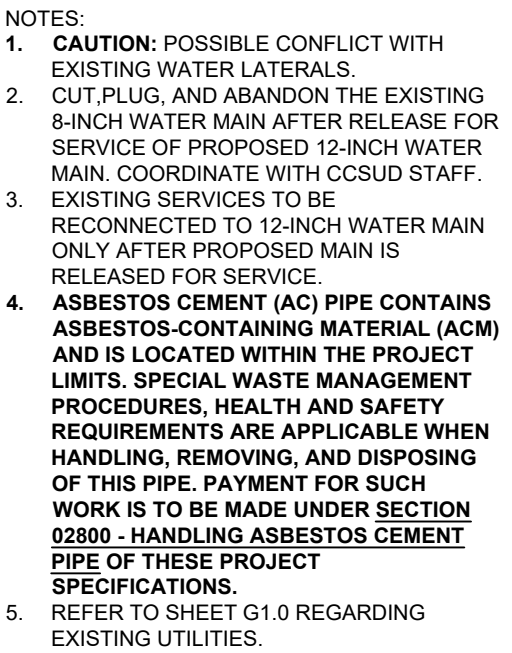 NOTES:
1. CAUTION: POSSIBLE CONFLICT WITH
EXISTING WATER LATERALS.
2. CUT,PLUG, AND ABANDON THE EXISTING
8-INCH WATER MAIN AFTER RELEASE FOR
SERVICE OF PROPOSED 12-INCH WATER
MAIN. COORDINATE WITH CCSUD STAFF.
3. EXISTING SERVICES TO BE
RECONNECTED TO 12-INCH WATER MAIN
ONLY AFTER PROPOSED MAIN IS
RELEASED FOR SERVICE.
4. ASBESTOS CEMENT (AC) PIPE CONTAINS
ASBESTOS-CONTAINING MATERIAL (ACM)
AND IS LOCATED WITHIN THE PROJECT
LIMITS. SPECIAL WASTE MANAGEMENT
PROCEDURES, HEALTH AND SAFETY
REQUIREMENTS ARE APPLICABLE WHEN
HANDLING, REMOVING, AND DISPOSING
OF THIS PIPE. PAYMENT FOR SUCH
WORK IS TO BE MADE UNDER SECTION
02800 - HANDLING ASBESTOS CEMENT
PIPE OF THESE PROJECT
SPECIFICATIONS.
5. REFER TO SHEET G1.0 REGARDING
EXISTING UTILITIES.